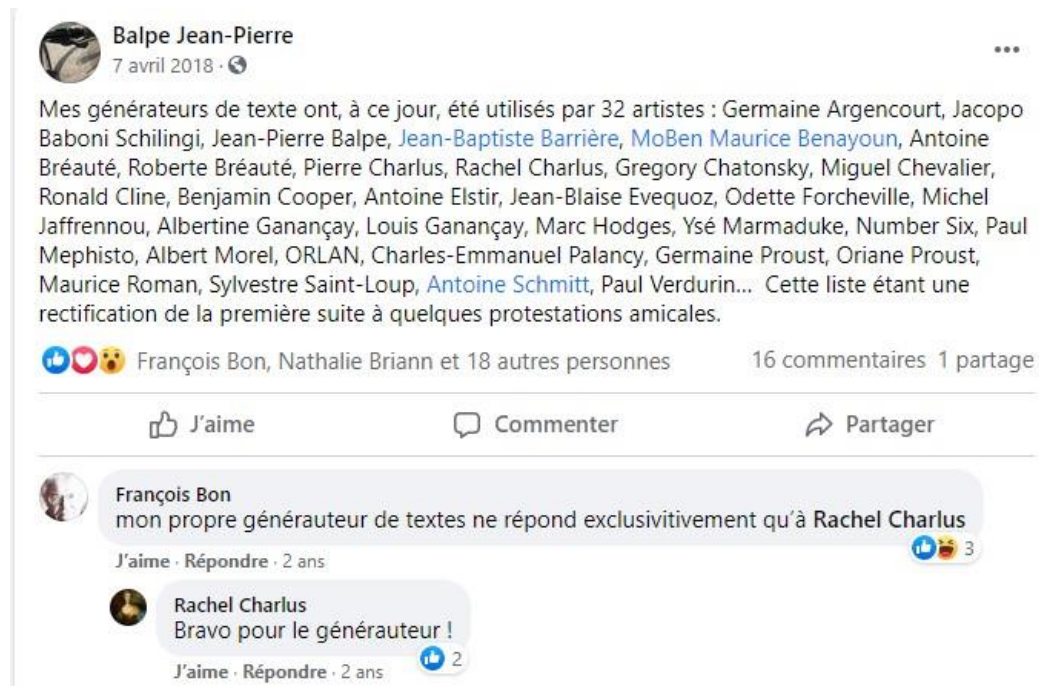 Balpe Jean-Pierre
7 avril 2018 ·
Mes générateurs de texte ont, à ce jour, été utilisés par 32 artistes : Germaine Argencourt, Jacopo
Baboni Schilingi, Jean-Pierre Balpe, Jean-Baptiste Barrière, MoBen Maurice Benayoun, Antoine
Bréauté, Roberte Bréauté, Pierre Charlus, Rachel Charlus, Gregory Chatonsky, Miguel Chevalier,
Ronald Cline, Benjamin Cooper, Antoine Elstir, Jean-Blaise Evequoz, Odette Forcheville, Michel
Jaffrennou, Albertine Ganançay, Louis Ganançay, Marc Hodges, Ysé Marmaduke, Number Six, Paul
Mephisto, Albert Morel, ORLAN, Charles-Emmanuel Palancy, Germaine Proust, Oriane Proust,
Maurice Roman, Sylvestre Saint-Loup, Antoine Schmitt, Paul Verdurin... Cette liste étant une
rectification de la première suite à quelques protestations amicales.
François Bon, Nathalie Briann et 18 autres personnes 16 commentaires 1 partage
J'aime Commenter Partager
François Bon
mon propre générauteur de textes ne répond exclusivitivement qu'à Rachel Charlus
3
J'aime · Répondre · 2 ans
Rachel Charlus
Bravo pour le générauteur !
2
J'aime · Répondre · 2 ans